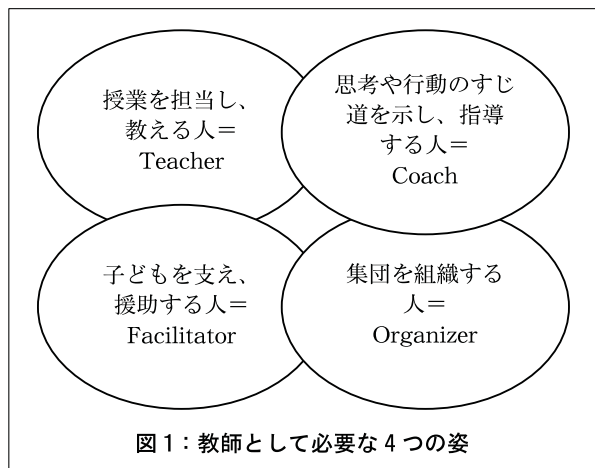 授業を担当し、
教える人＝
Teacher
思考や行動のすじ
道を示し、指導
する人＝
Coach
子どもを支え、
援助する人＝
Facilitator
集団を組織する
人＝
Organizer
図1：教師として必要な4つの姿